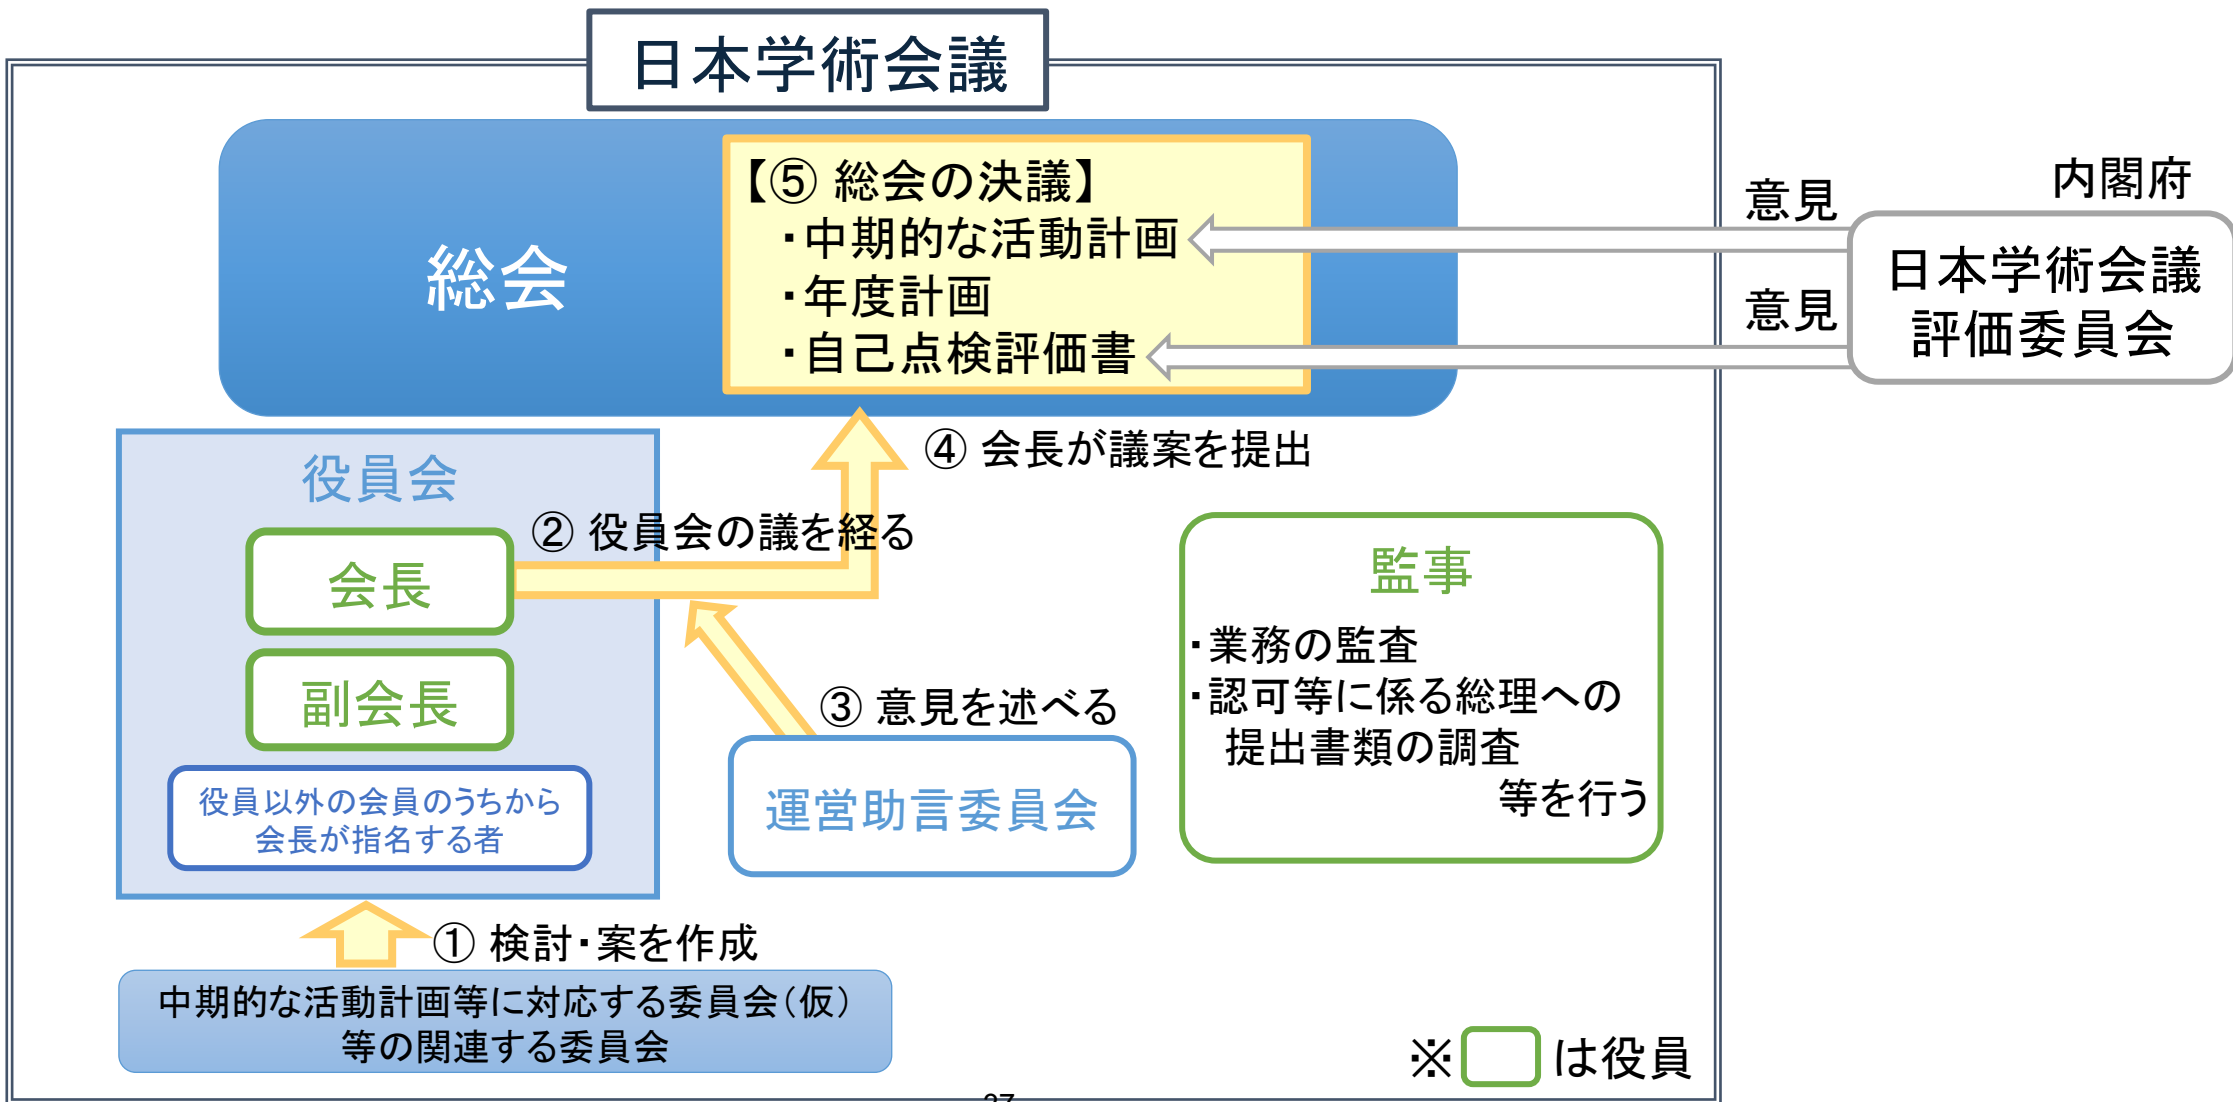 日本学術会議
総会
【⑤ 総会の決議】
・中期的な活動計画
・年度計画
・自己点検評価書
意見
意見
内閣府
日本学術会議
評価委員会
④ 会長が議案を提出
役員会
② 役員会の議を経る
会長
副会長
役員以外の会員のうちから
会長が指名する者
③ 意見を述べる
運営助言委員会
監事
・業務の監査
・認可等に係る総理への
提出書類の調査
等を行う
① 検討・案を作成
中期的な活動計画等に対応する委員会（仮）
等の関連する委員会
※ は役員